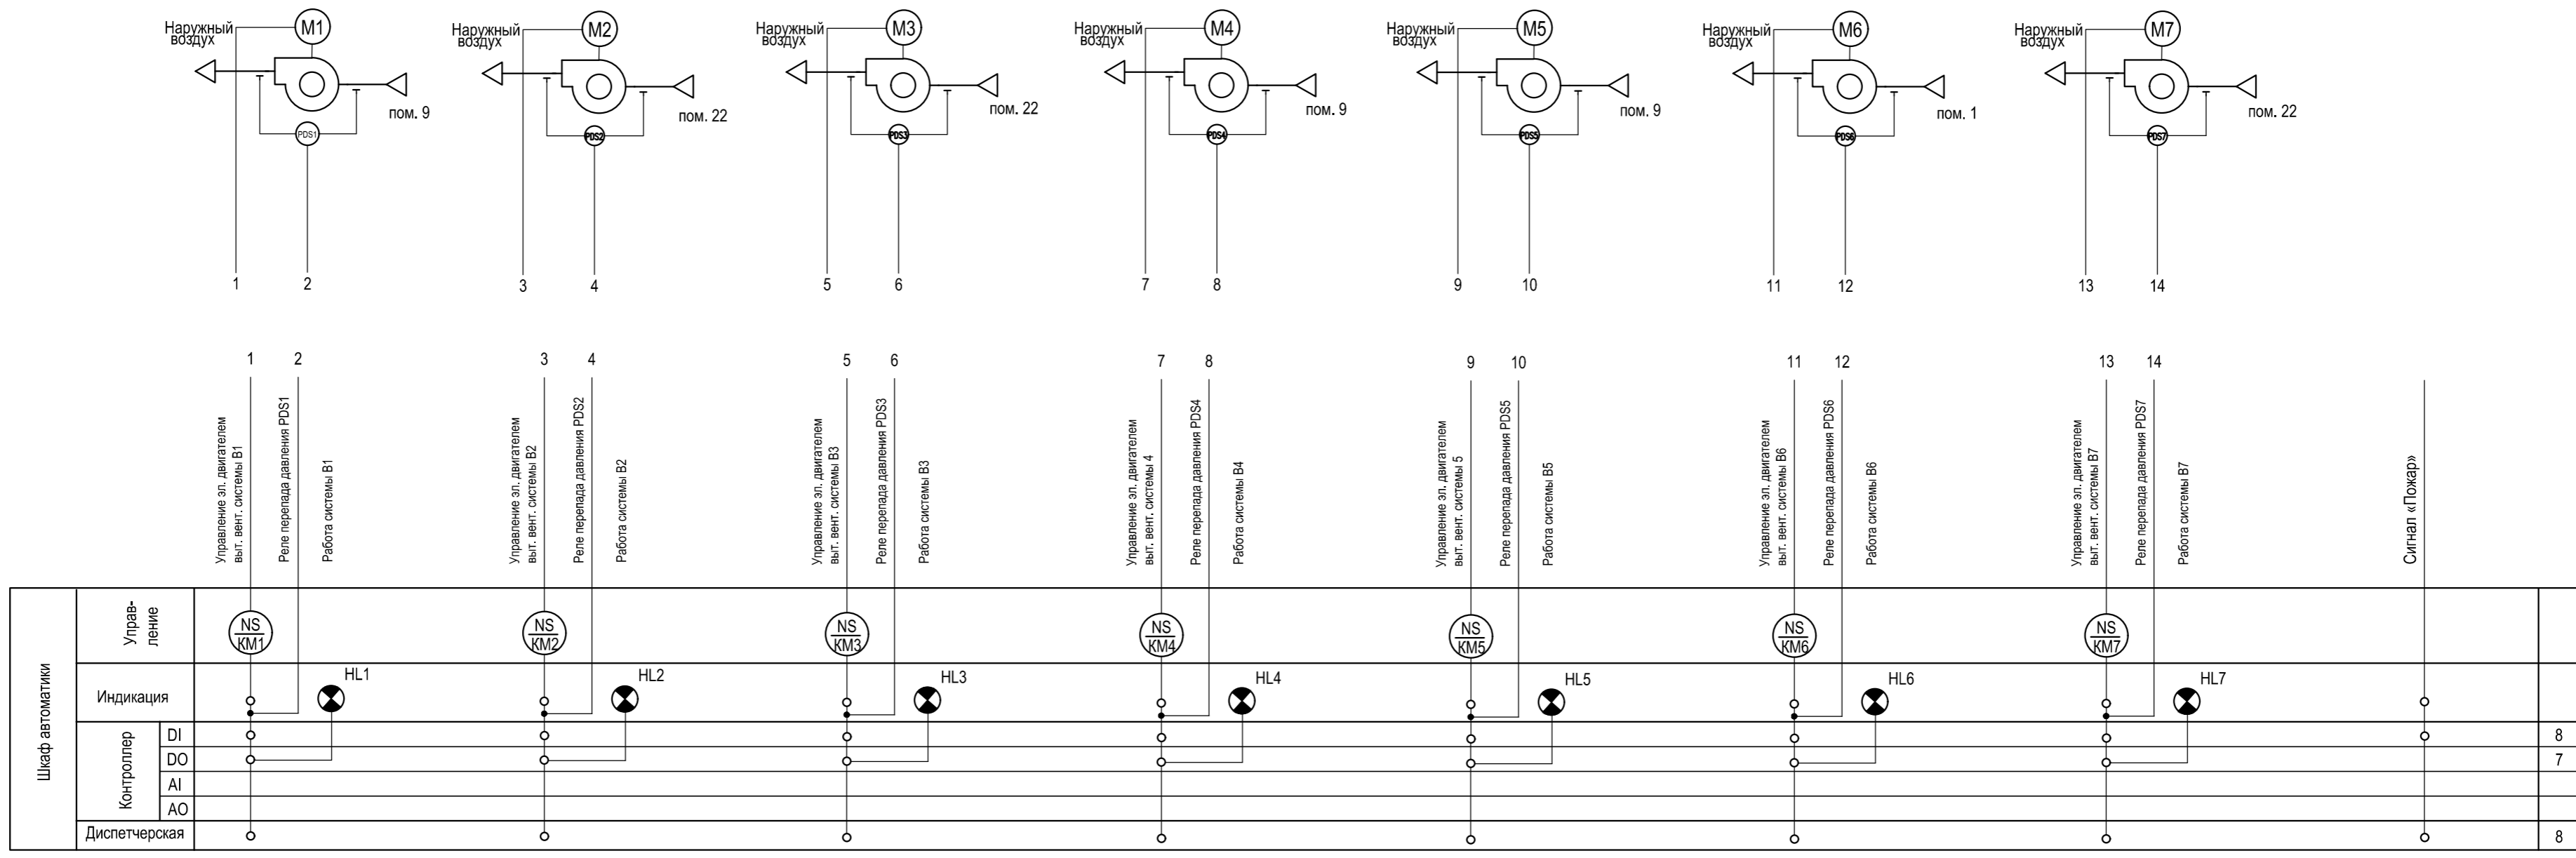 Наружный
воздух
M1
PDS1
пом. 9
1
2
Наружный
воздух
M2
PDS2
пом. 22
3
4
Наружный
воздух
M3
PDS3
пом. 22
5
6
Наружный
воздух
M4
PDS4
пом. 9
7
8
Наружный
воздух
M5
PDS5
пом. 9
9
10
Наружный
воздух
M6
PDS6
пом. 1
11
12
Наружный
воздух
M7
PDS7
пом. 22
13
14
1
2
3
4
5
6
7
8
9
10
11
12
13
14
Управление эл. двигателем
выт. вент. системы В1
Реле перепада давления PDS1
Работа системы В1
Управление эл. двигателем
выт. вент. системы В2
Реле перепада давления PDS2
Работа системы В2
Управление эл. двигателем
выт. вент. системы В3
Реле перепада давления PDS3
Работа системы В3
Управление эл. двигателем
выт. вент. системы 4
Реле перепада давления PDS4
Работа системы В4
Управление эл. двигателем
выт. вент. системы 5
Реле перепада давления PDS5
Работа системы В5
Управление эл. двигателем
выт. вент. системы В6
Реле перепада давления PDS6
Работа системы В6
Управление эл. двигателем
выт. вент. системы В7
Реле перепада давления PDS7
Работа системы В7
Сигнал «Пожар»
Шкаф автоматики
Управ-
ление
NS
КМ1
NS
КМ2
NS
КМ3
NS
КМ4
NS
КМ5
NS
КМ6
NS
КМ7
Индикация
HL1
HL2
HL3
HL4
HL5
HL6
HL7
Контроллер
DI
8
DO
7
AI
AO
Диспетчерская
8